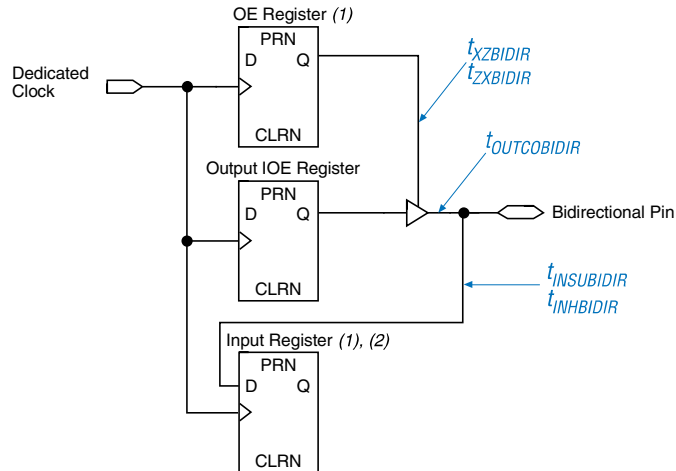 OE Register (1)
PRN
D Q
CLRN
Dedicated
Clock
tXZBIDIR
tZXBIDIR
tOUTCOBIDIR
Output IOE Register
PRN
D Q
CLRN
Bidirectional Pin
tINSUBIDIR
tINHBIDIR
Input Register (1), (2)
PRN
D Q
CLRN